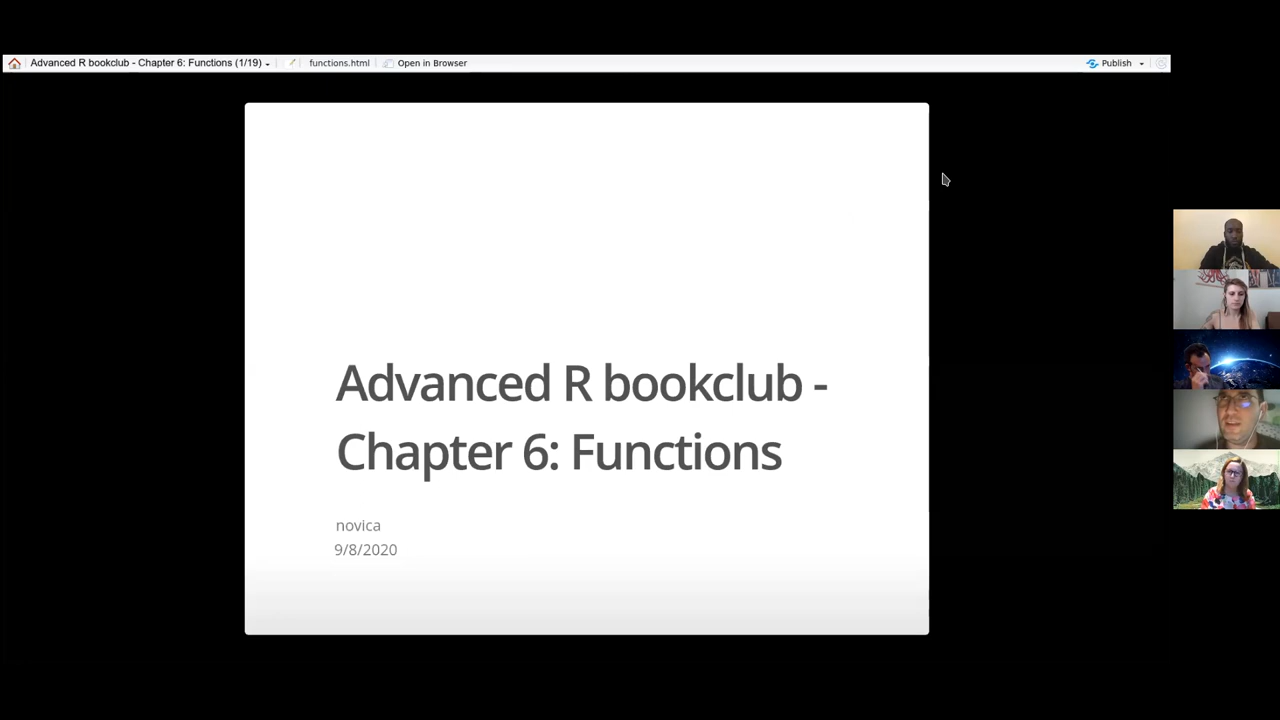 Advanced R bookclub - Chapter 6: Functions (1/19) functions.html Open in Browser Publish
Advanced R bookclub -
Chapter 6: Functions
novica
9/8/2020